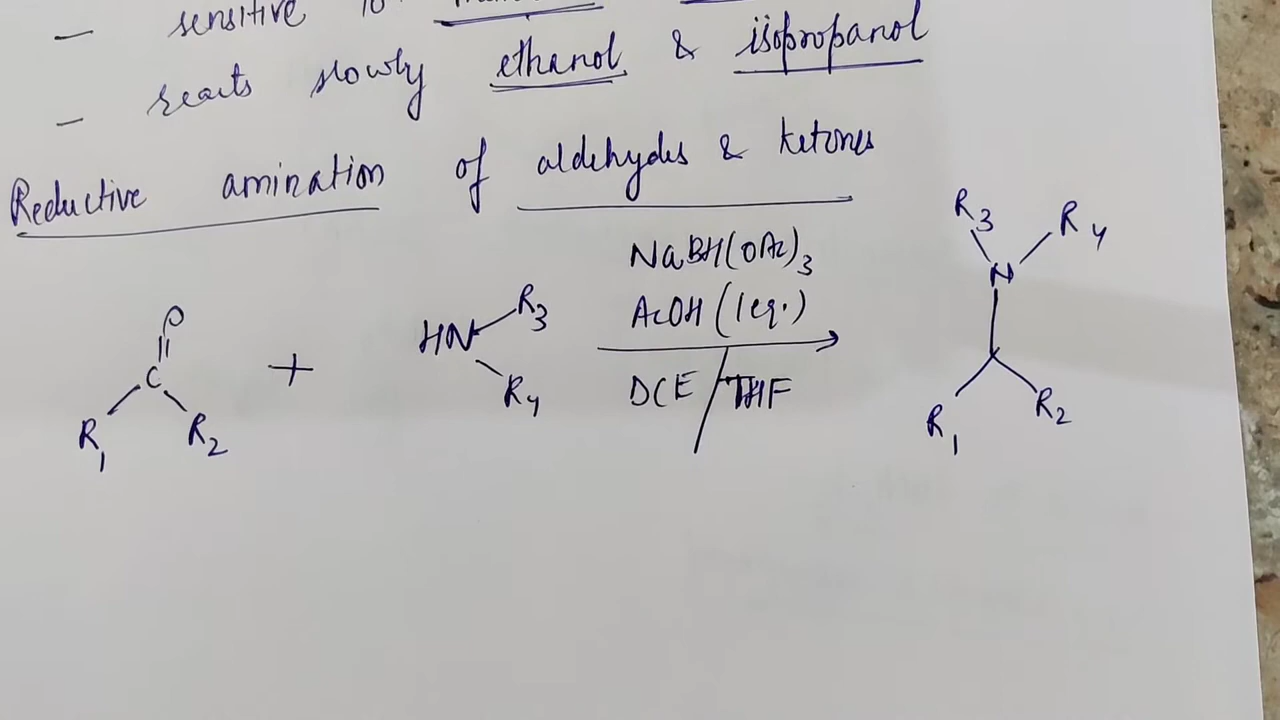 — sensitive to
— reacts slowly ethanol & isopropanol
Reductive amination of aldehydes & ketones
O
C
R1 R2
+
HN R3
R4
NaBH(OAc)3
AcOH (1eq.)
DCE / THF
R3 R4
N
R1 R2